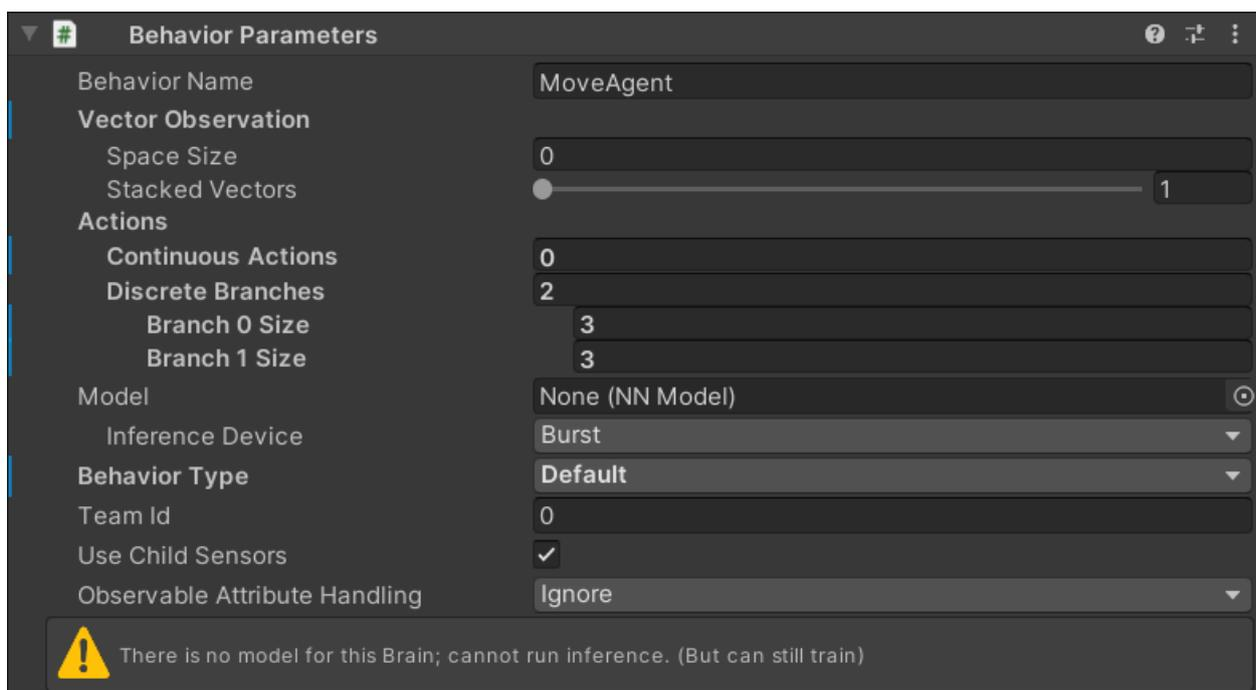 # Behavior Parameters
Behavior Name MoveAgent
Vector Observation
Space Size 0
Stacked Vectors 1
Actions
Continuous Actions 0
Discrete Branches 2
Branch 0 Size 3
Branch 1 Size 3
Model None (NN Model)
Inference Device Burst
Behavior Type Default
Team Id 0
Use Child Sensors
Observable Attribute Handling Ignore
There is no model for this Brain; cannot run inference. (But can still train)